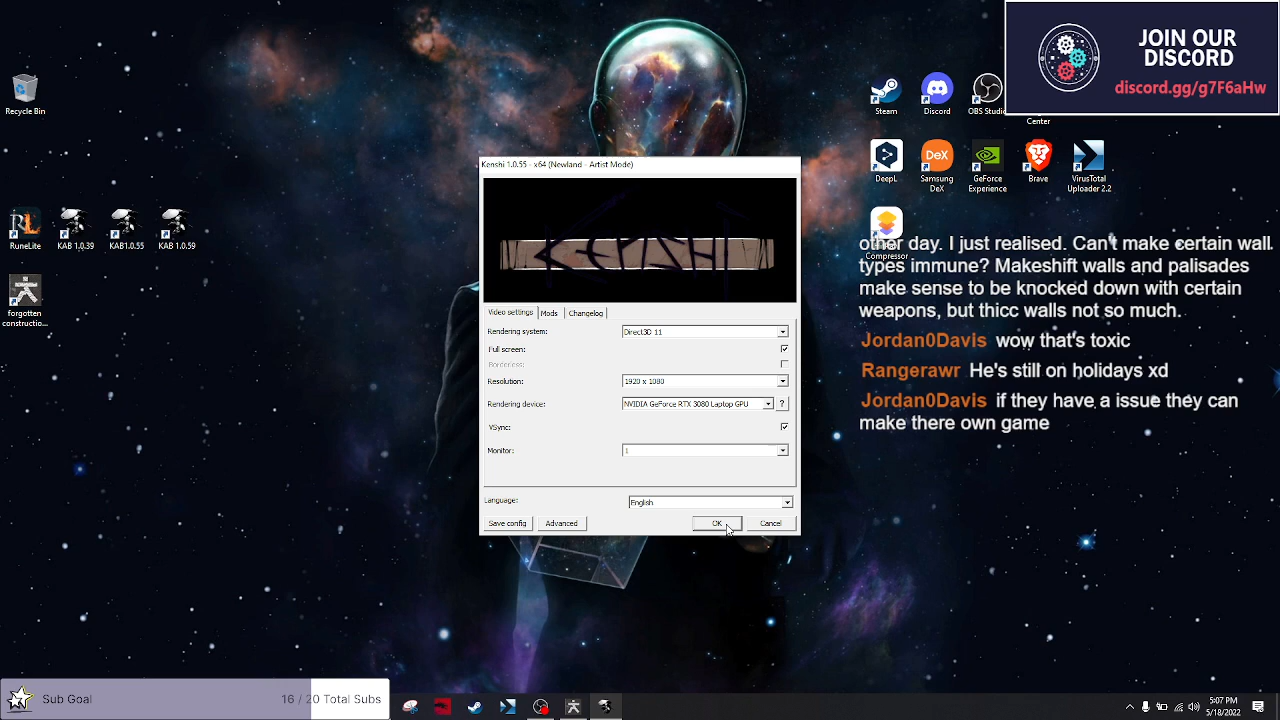 JOIN OUR
DISCORD
discord.gg/g7F6aHw
Recycle Bin
Steam
Discord
OBS Studio
Center
DeepL
Samsung
DeX
GeForce
Experience
Brave
VirusTotal
Uploader 2.2
RuneLite
KAB 1.0.39
KAB1.0.55
KAB 1.0.59
forgotten
constructio...
Compressor
Kenshi 1.0.55 - x64 (Newland - Artist Mode)
KENSHI
Video settings
Mods
Changelog
Rendering system:
Direct3D 11
Full screen:
Borderless:
Resolution:
1920 x 1080
Rendering device:
NVIDIA GeForce RTX 3080 Laptop GPU
?
VSync:
Monitor:
1
Language:
English
Save config
Advanced
OK
Cancel
other day. I just realised. Can't make certain wall
types immune? Makeshift walls and palisades
make sense to be knocked down with certain
weapons, but thicc walls not so much.
Jordan0Davis wow that's toxic
Rangerawr He's still on holidays xd
Jordan0Davis if they have a issue they can
make there own game
Sub Goal
16 / 20 Total Subs
5:07 PM
5/18/2022